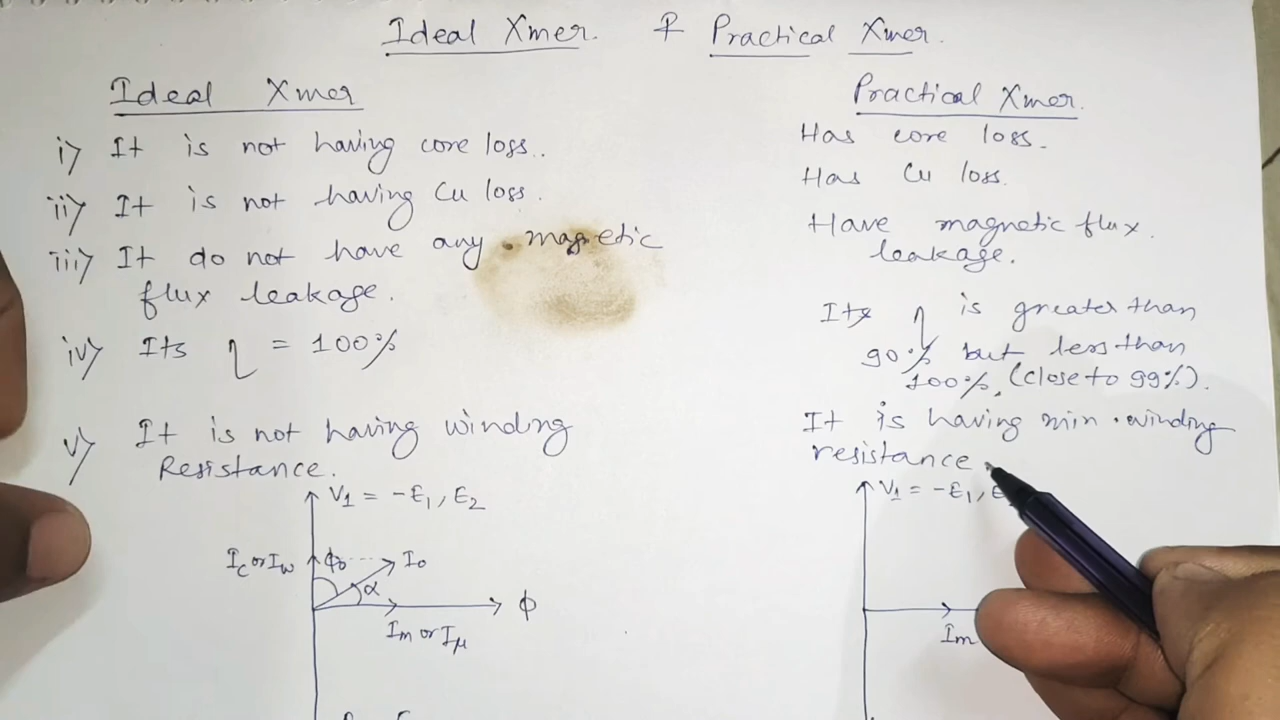 Ideal Xmer. & Practical Xmer.
Ideal Xmer
i) It is not having core loss..
ii) It is not having Cu loss.
iii) It do not have any magnetic
flux leakage.
iv) Its η = 100%
v) It is not having winding
Resistance.
V1 = -E1, E2
Ic or Iw ϕ0 I0
α
ϕ
Im or Iμ
Practical Xmer.
Has core loss.
Has Cu loss.
Have magnetic flux.
leakage.
Its η is greater than
90% but less than
100%. (close to 99%).
It is having min. winding
resistance.
V1 = -E1,
Im